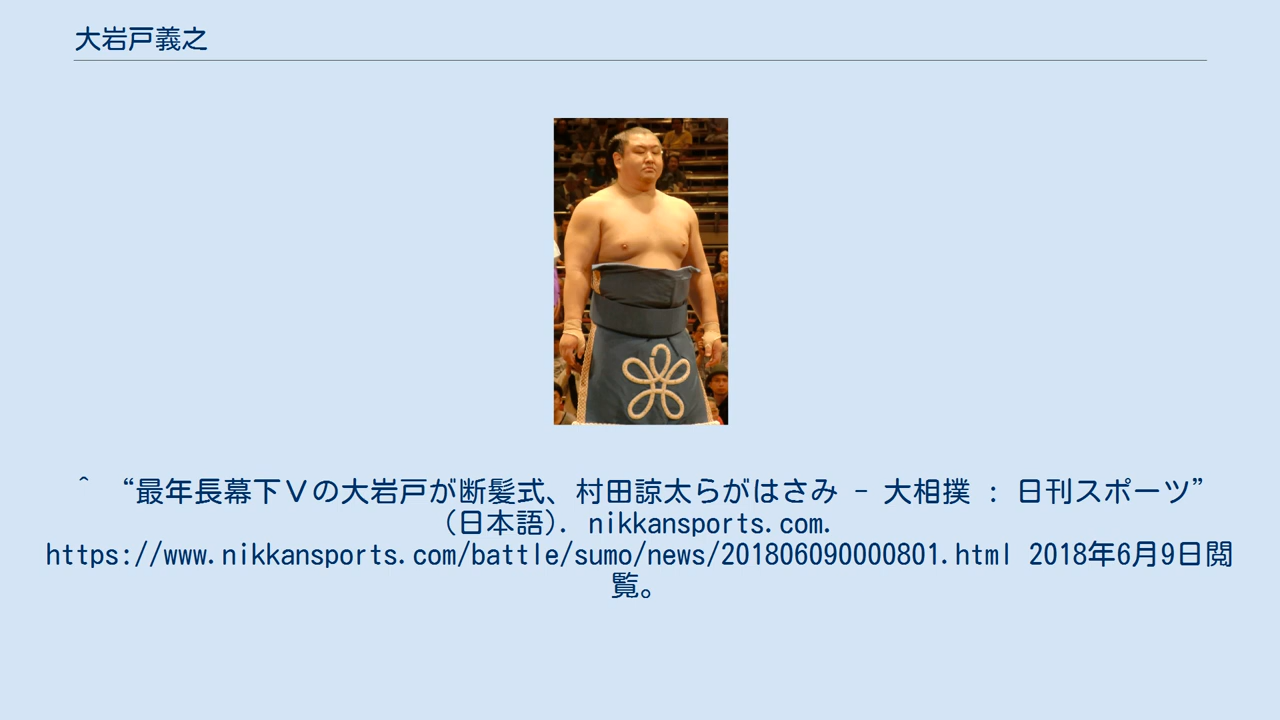 大岩戸義之
^ “最年長幕下Ｖの大岩戸が断髪式、村田諒太らがはさみ - 大相撲 : 日刊スポーツ”
(日本語). nikkansports.com.
https://www.nikkansports.com/battle/sumo/news/201806090000801.html 2018年6月9日閲
覧。